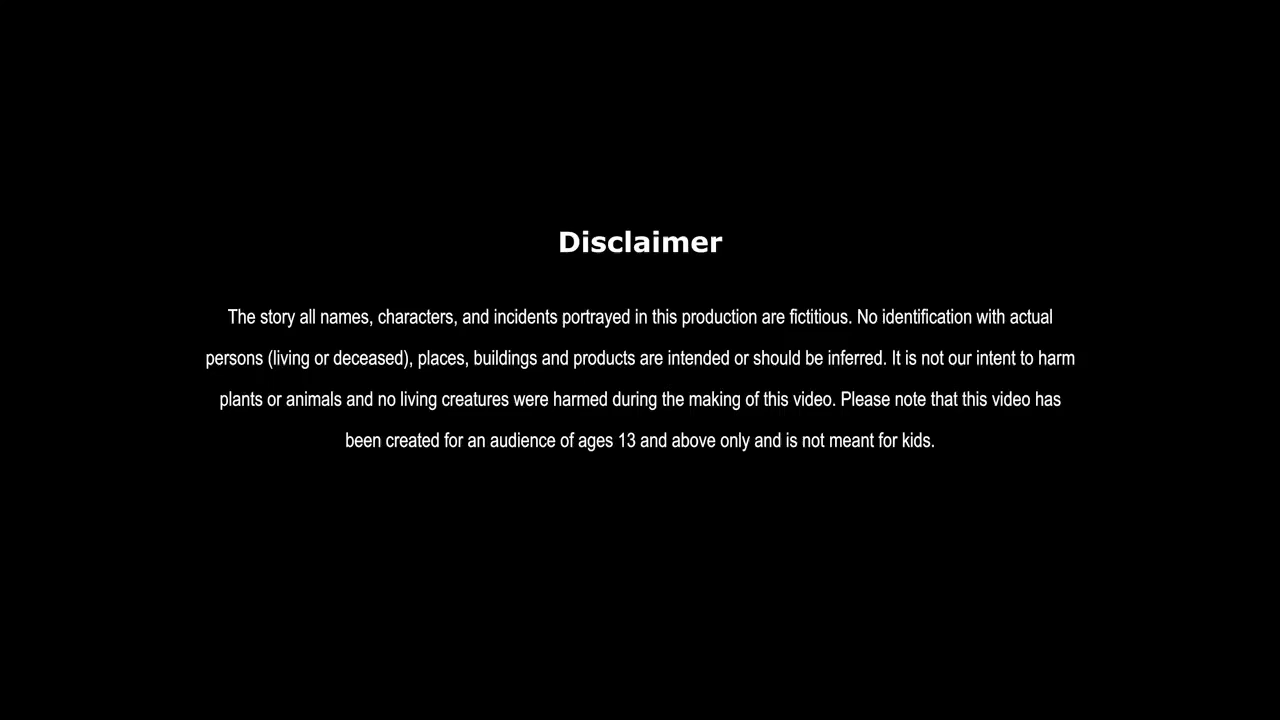 Disclaimer
The story all names, characters, and incidents portrayed in this production are fictitious. No identification with actual
persons (living or deceased), places, buildings and products are intended or should be inferred. It is not our intent to harm
plants or animals and no living creatures were harmed during the making of this video. Please note that this video has
been created for an audience of ages 13 and above only and is not meant for kids.